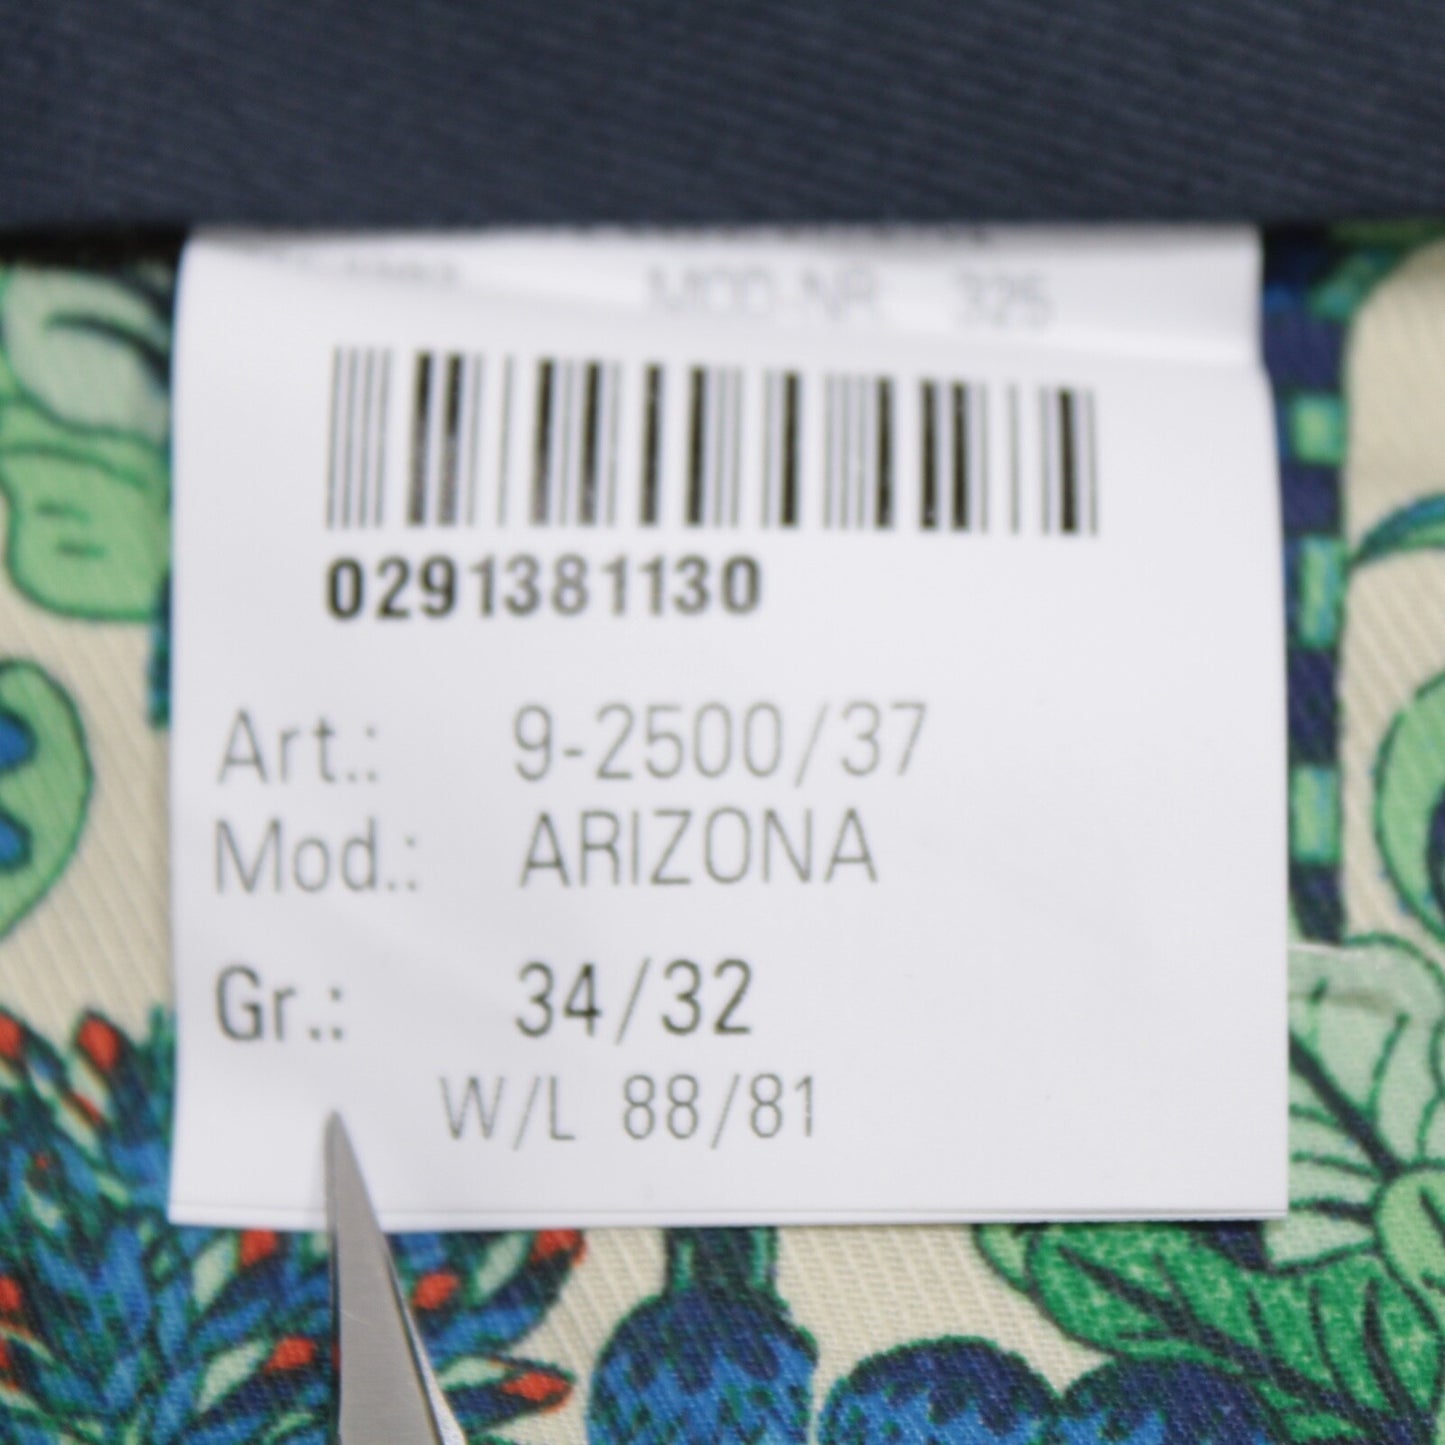 MOD-NR 325
0291381130
Art.: 9-2500/37
Mod.: ARIZONA
Gr.: 34/32
W/L 88/81